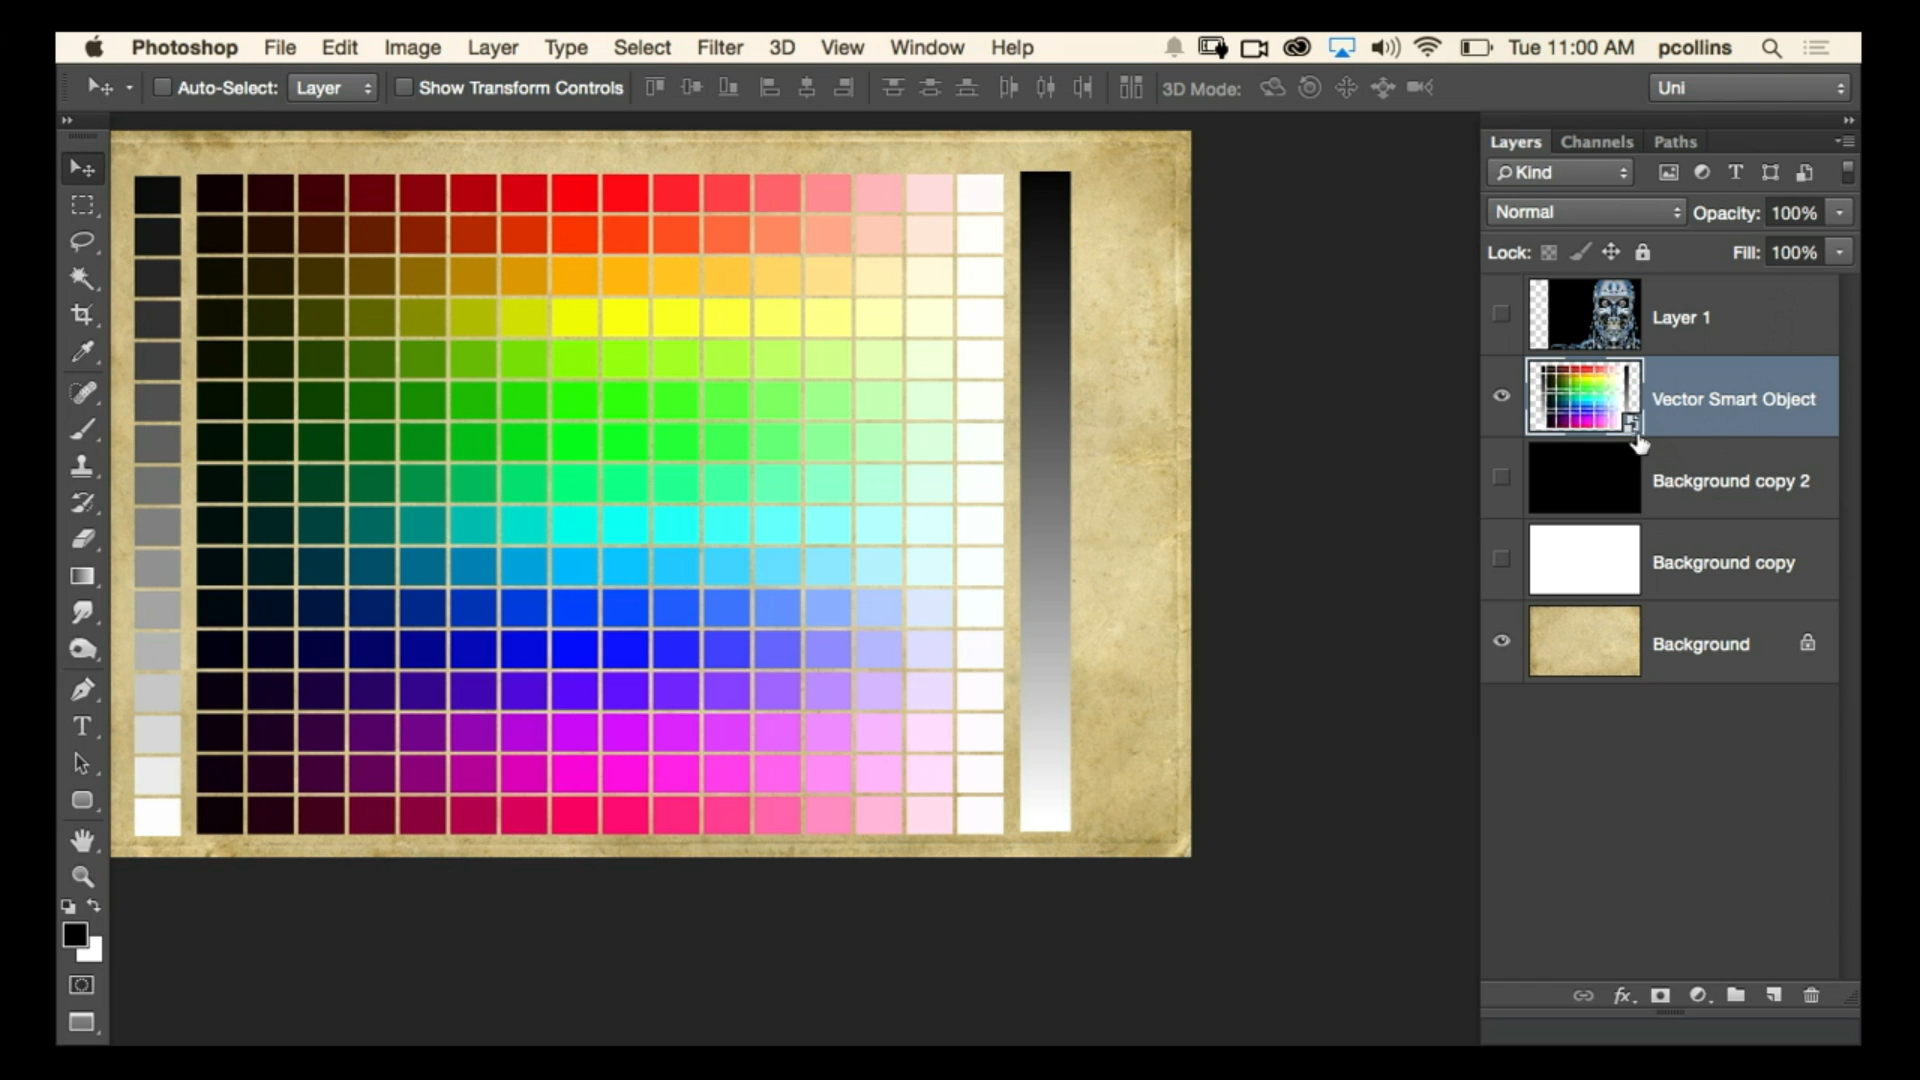 Photoshop File Edit Image Layer Type Select Filter 3D View Window Help Tue 11:00 AM pcollins
Auto-Select: Layer Show Transform Controls 3D Mode: Uni
Layers Channels Paths
Kind
Normal Opacity: 100%
Lock: Fill: 100%
Layer 1
Vector Smart Object
Background copy 2
Background copy
Background
fx